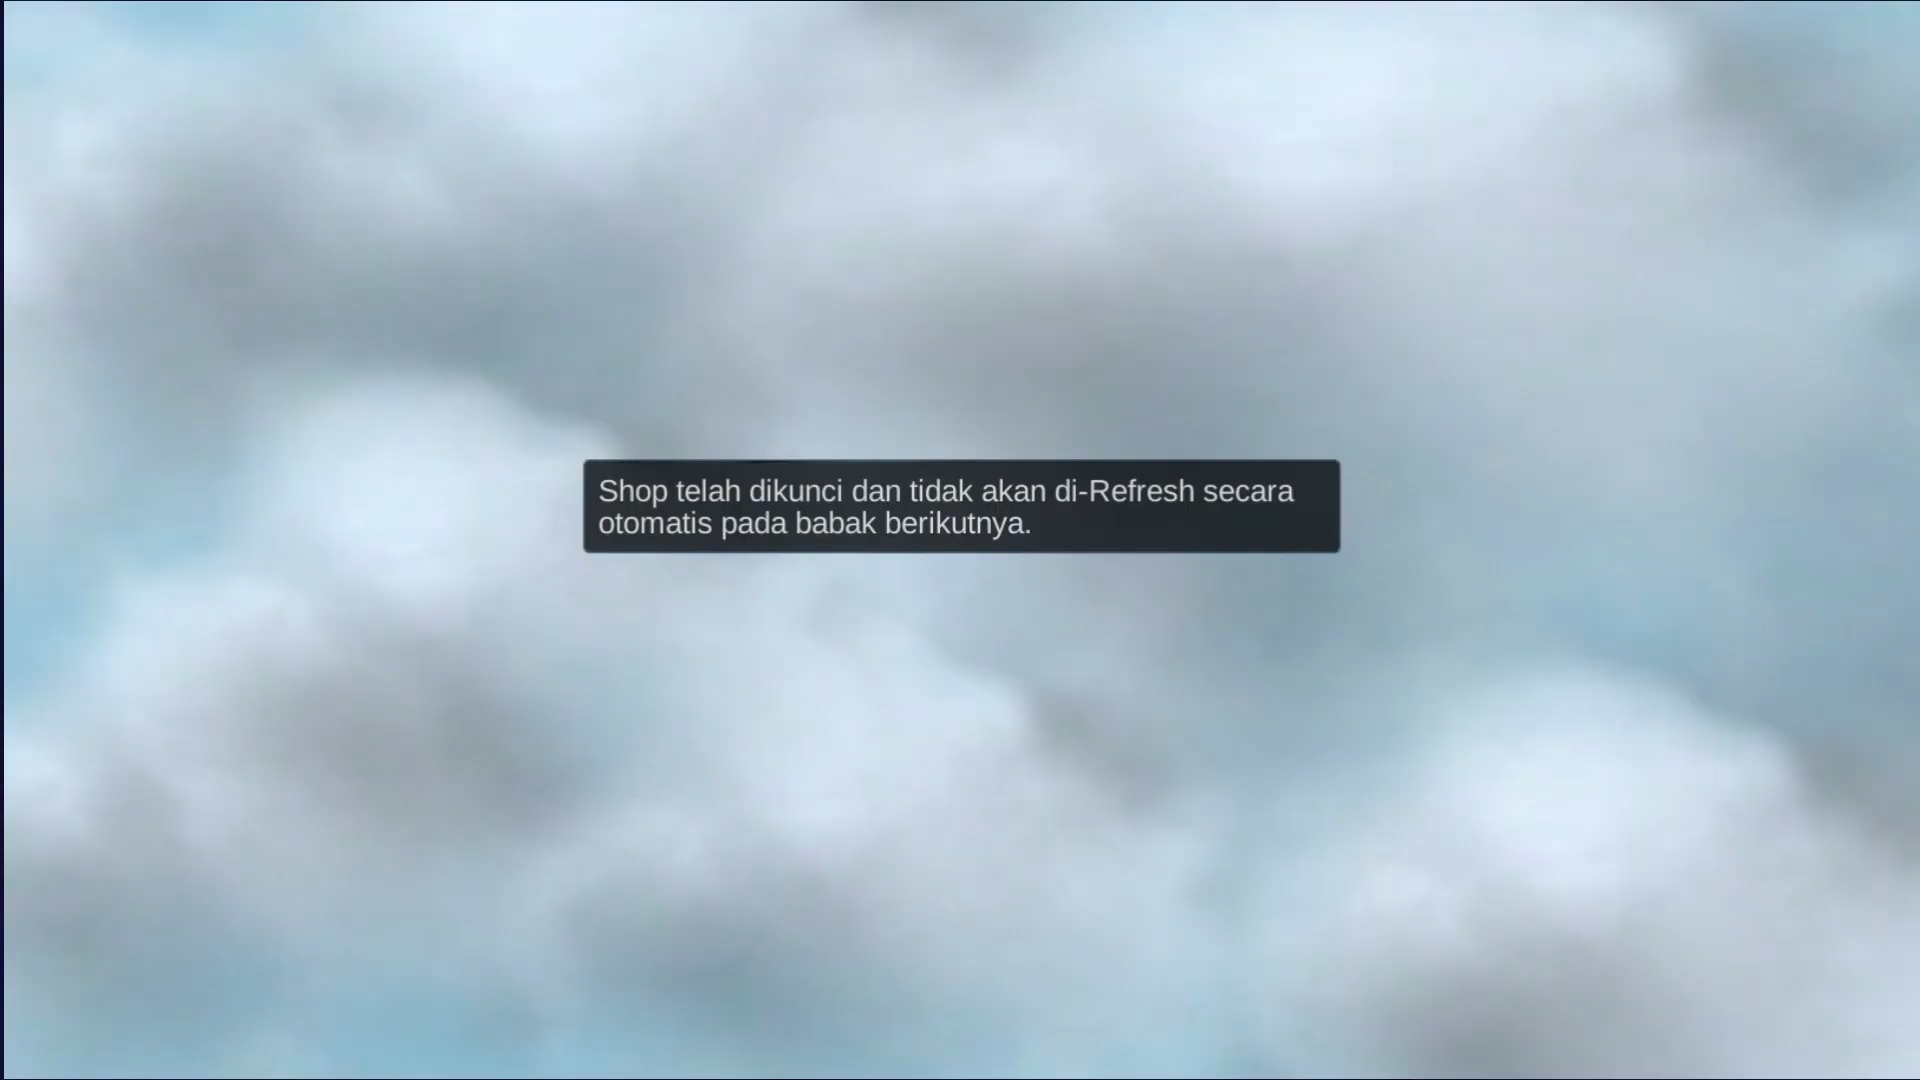 Shop telah dikunci dan tidak akan di-Refresh secara
otomatis pada babak berikutnya.